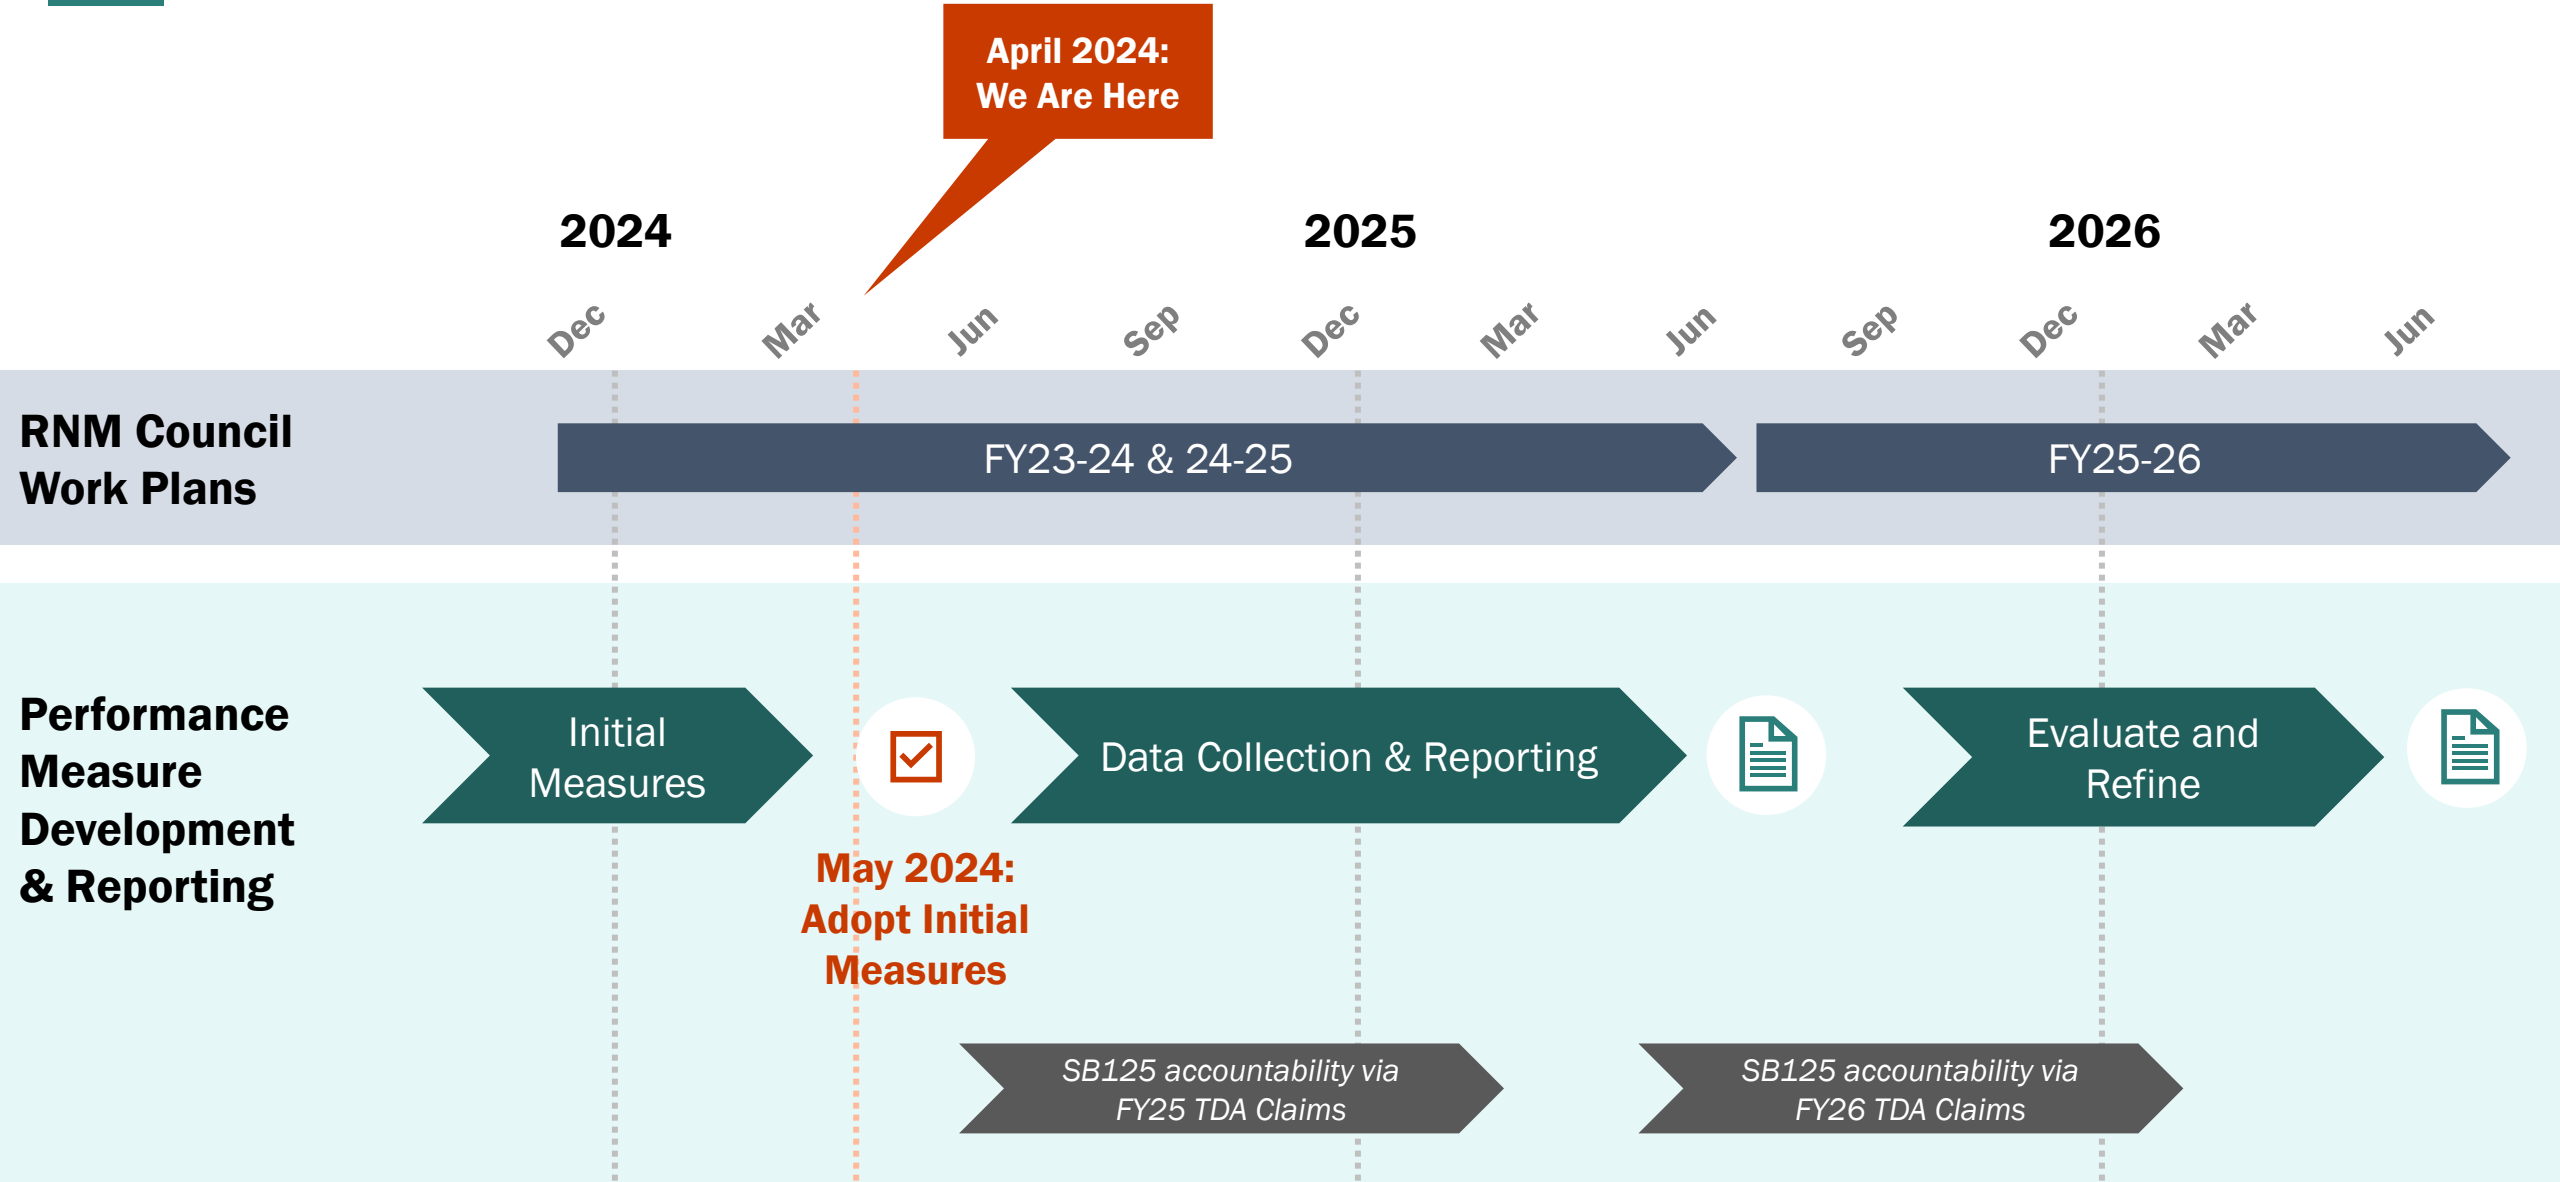 April 2024:
We Are Here
2024
2025
2026
Dec
Mar
Jun
Sep
Dec
Mar
Jun
Sep
Dec
Mar
Jun
RNM Council
Work Plans
FY23-24 & 24-25
FY25-26
Performance
Measure
Development
& Reporting
Initial
Measures
Data Collection & Reporting
Evaluate and
Refine
May 2024:
Adopt Initial
Measures
SB125 accountability via
FY25 TDA Claims
SB125 accountability via
FY26 TDA Claims